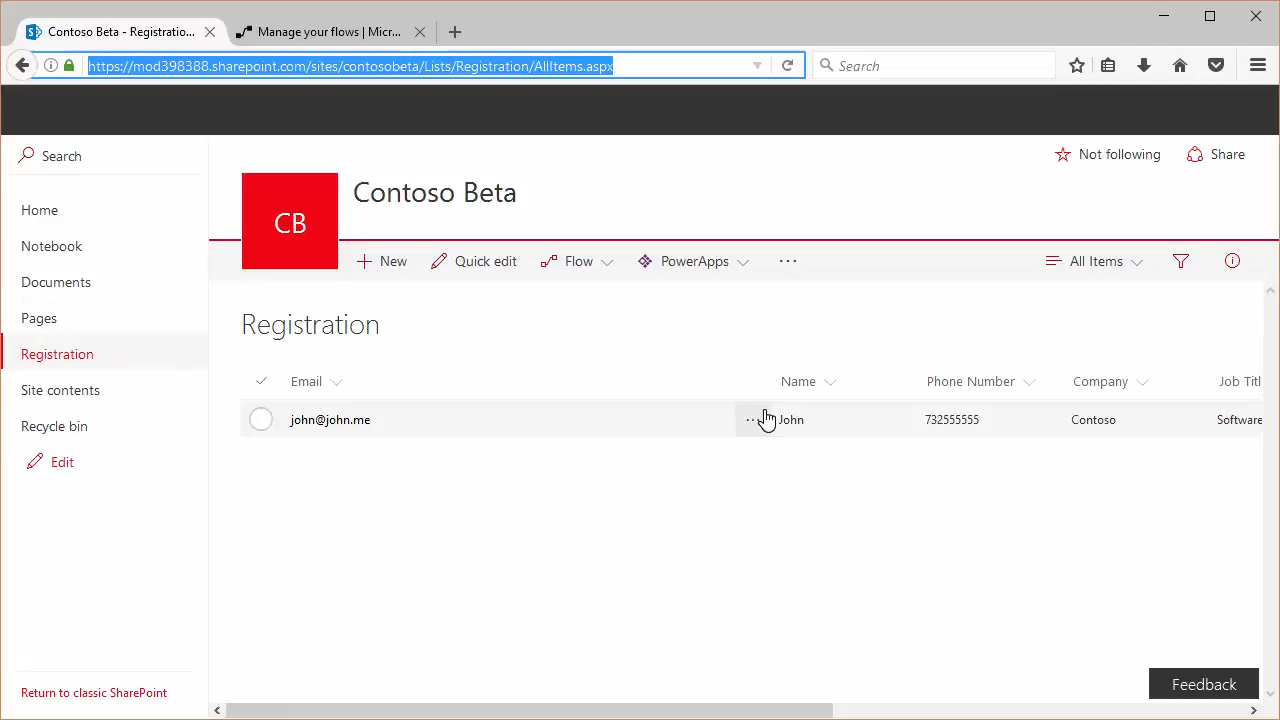 Contoso Beta - Registratio...
Manage your flows | Micr...
https://mod398388.sharepoint.com/sites/contosobeta/Lists/Registration/AllItems.aspx
Search
Search
Not following
Share
CB
Contoso Beta
Home
Notebook
Documents
Pages
Registration
Site contents
Recycle bin
Edit
New
Quick edit
Flow
PowerApps
...
All Items
Registration
Email
Name
Phone Number
Company
Job Titl
john@john.me
...
John
732555555
Contoso
Software
Return to classic SharePoint
Feedback